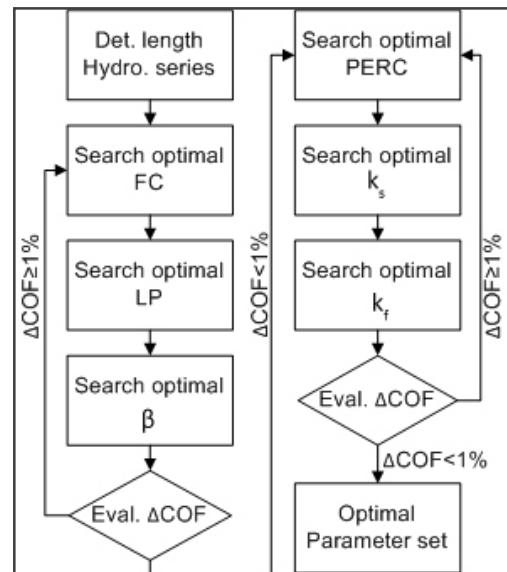 Det. length
Hydro. series
Search optimal
FC
Search optimal
LP
Search optimal
β
Eval. ΔCOF
ΔCOF≥1%
ΔCOF<1%
Search optimal
PERC
Search optimal
kₛ
Search optimal
k_f
Eval. ΔCOF
ΔCOF≥1%
ΔCOF<1%
Optimal
Parameter set